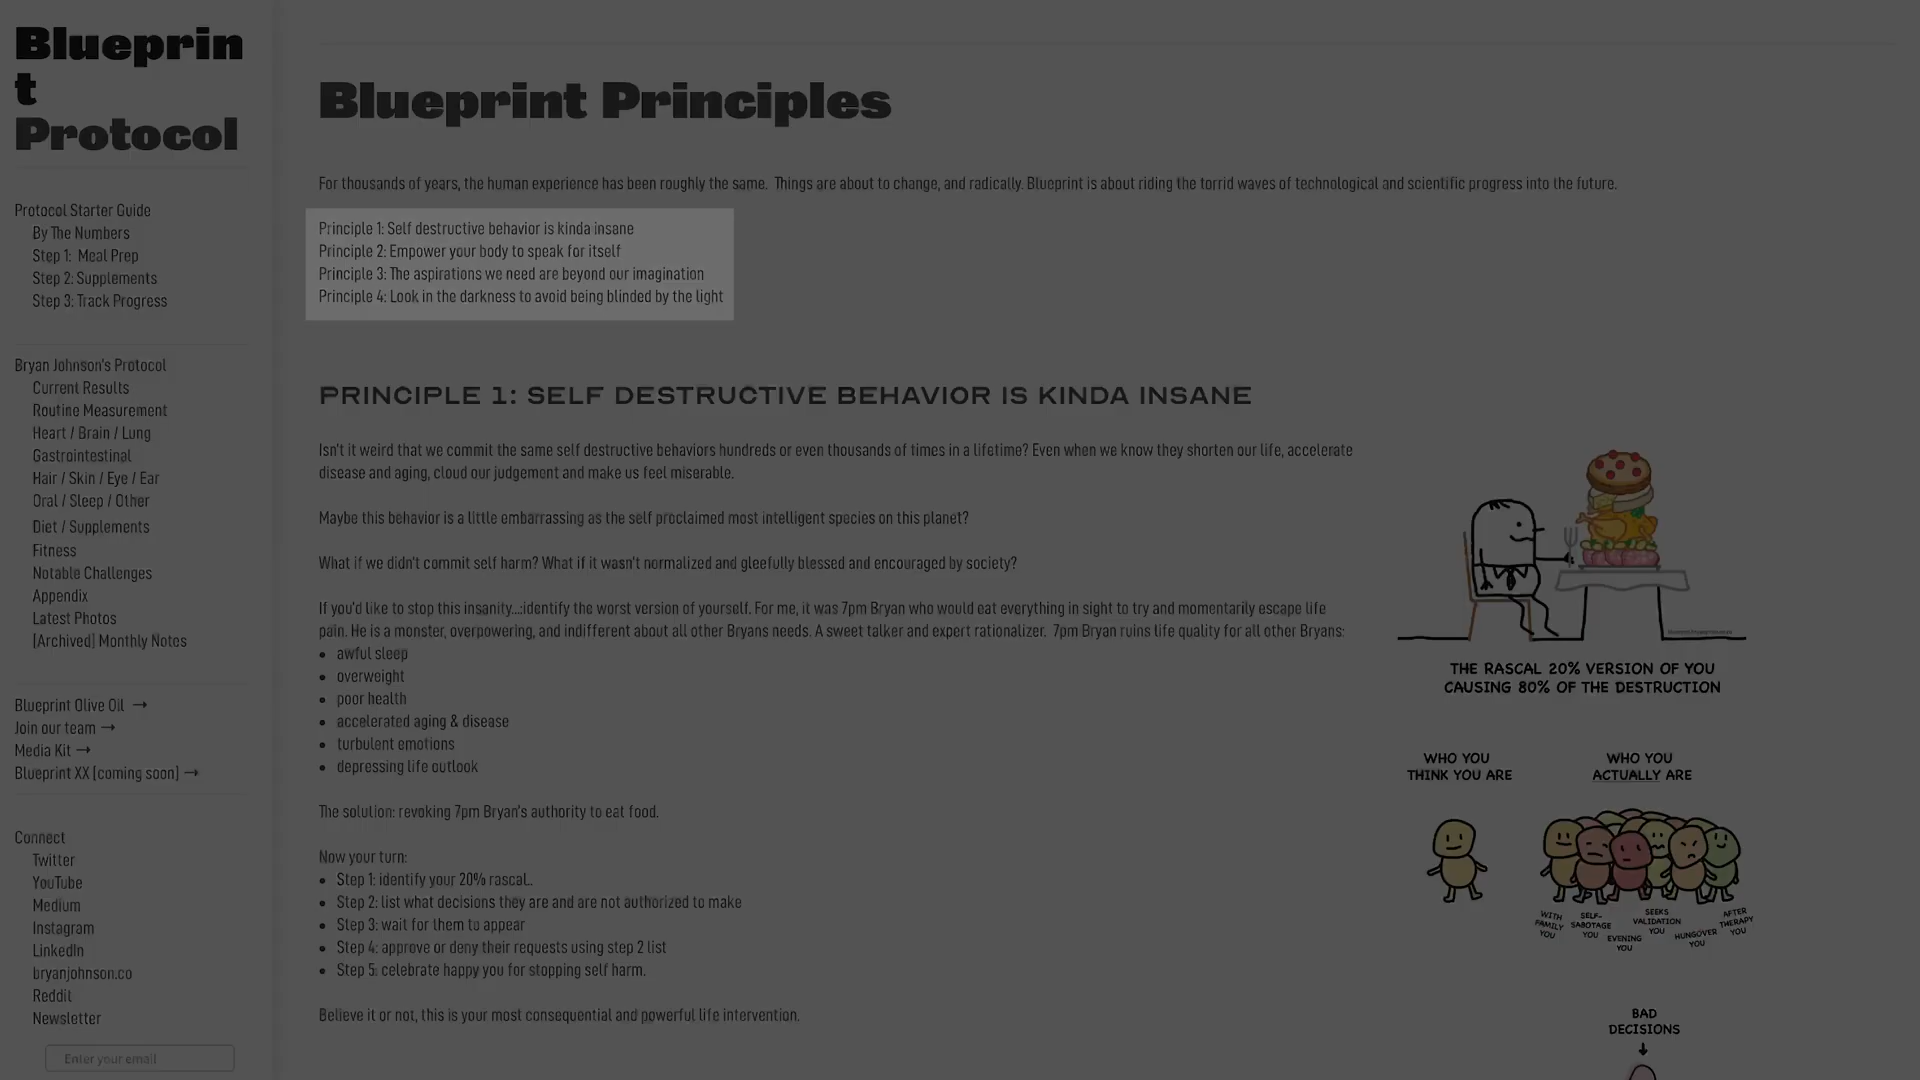 Blueprin
t
Protocol
Protocol Starter Guide
By The Numbers
Step 1: Meal Prep
Step 2: Supplements
Step 3: Track Progress
Bryan Johnson's Protocol
Current Results
Routine Measurement
Heart / Brain / Lung
Gastrointestinal
Hair / Skin / Eye / Ear
Oral / Sleep / Other
Diet / Supplements
Fitness
Notable Challenges
Appendix
Latest Photos
[Archived] Monthly Notes
Blueprint Olive Oil →
Join our team →
Media Kit →
Blueprint XX [coming soon] →
Connect
Twitter
YouTube
Medium
Instagram
LinkedIn
bryanjohnson.co
Reddit
Newsletter
Enter your email
Blueprint Principles
For thousands of years, the human experience has been roughly the same. Things are about to change, and radically. Blueprint is about riding the torrid waves of technological and scientific progress into the future.
Principle 1: Self destructive behavior is kinda insane
Principle 2: Empower your body to speak for itself
Principle 3: The aspirations we need are beyond our imagination
Principle 4: Look in the darkness to avoid being blinded by the light
PRINCIPLE 1: SELF DESTRUCTIVE BEHAVIOR IS KINDA INSANE
Isn't it weird that we commit the same self destructive behaviors hundreds or even thousands of times in a lifetime? Even when we know they shorten our life, accelerate
disease and aging, cloud our judgement and make us feel miserable.
Maybe this behavior is a little embarrassing as the self proclaimed most intelligent species on this planet?
What if we didn't commit self harm? What if it wasn't normalized and gleefully blessed and encouraged by society?
If you'd like to stop this insanity...:identify the worst version of yourself. For me, it was 7pm Bryan who would eat everything in sight to try and momentarily escape life
pain. He is a monster, overpowering, and indifferent about all other Bryans needs. A sweet talker and expert rationalizer. 7pm Bryan ruins life quality for all other Bryans:
• awful sleep
• overweight
• poor health
• accelerated aging & disease
• turbulent emotions
• depressing life outlook
The solution: revoking 7pm Bryan's authority to eat food.
Now your turn:
• Step 1: identify your 20% rascal..
• Step 2: list what decisions they are and are not authorized to make
• Step 3: wait for them to appear
• Step 4: approve or deny their requests using step 2 list
• Step 5: celebrate happy you for stopping self harm.
Believe it or not, this is your most consequential and powerful life intervention.
THE RASCAL 20% VERSION OF YOU
CAUSING 80% OF THE DESTRUCTION
WHO YOU
THINK YOU ARE
WHO YOU
ACTUALLY ARE
WITH
FAMILY
YOU
SELF-
SABOTAGE
YOU
EVENING
YOU
SEEKS
VALIDATION
YOU
HUNGOVER
YOU
AFTER
THERAPY
YOU
BAD
DECISIONS
↓